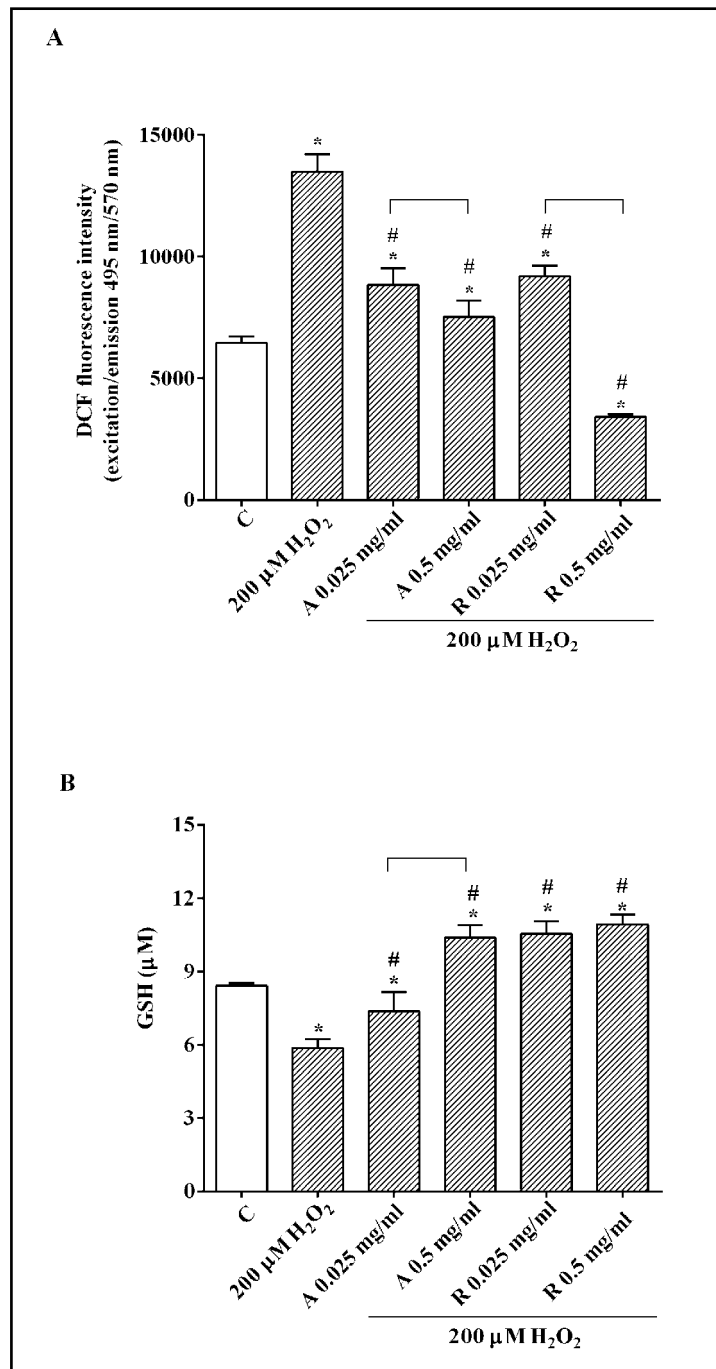 A
DCF fluorescence intensity
(excitation/emission 495 nm/570 nm)
15000
10000
5000
0
*
#
*
#
*
#
*
#
*
C
200 μM H₂O₂
A 0.025 mg/ml
A 0.5 mg/ml
R 0.025 mg/ml
R 0.5 mg/ml
200 μM H₂O₂
B
GSH (μM)
15
12
9
6
3
0
*
#
*
#
*
#
*
#
*
C
200 μM H₂O₂
A 0.025 mg/ml
A 0.5 mg/ml
R 0.025 mg/ml
R 0.5 mg/ml
200 μM H₂O₂